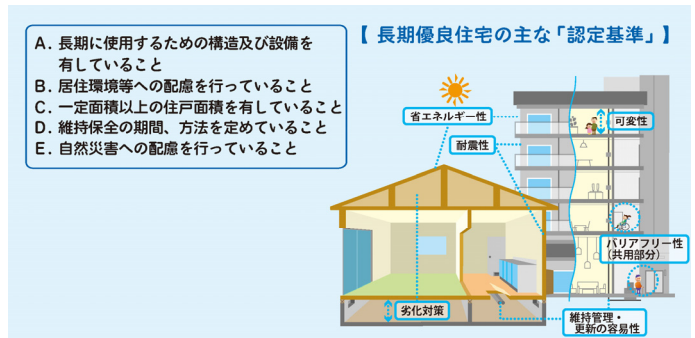 A. 長期に使用するための構造及び設備を
有していること
B. 居住環境等への配慮を行っていること
C. 一定面積以上の住戸面積を有していること
D. 維持保全の期間、方法を定めていること
E. 自然災害への配慮を行っていること
【 長期優良住宅の主な「認定基準」】
省エネルギー性
可変性
耐震性
バリアフリー性
（共用部分）
劣化対策
維持管理・
更新の容易性